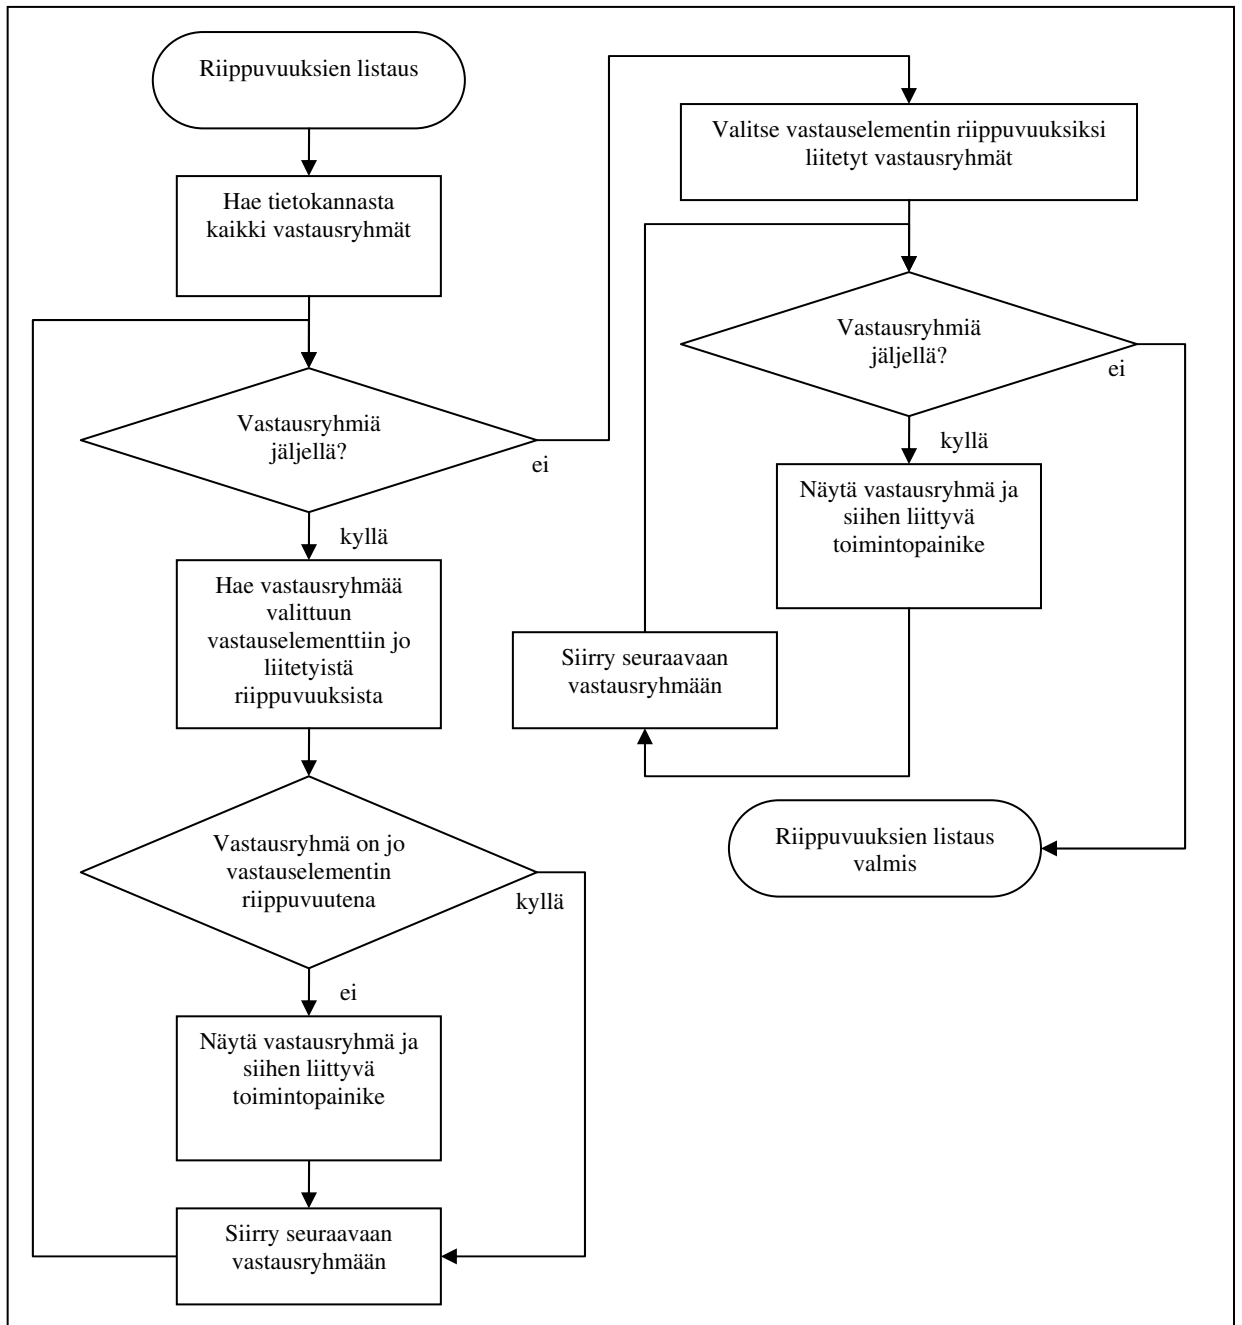 Riippuvuuksien listaus
Hae tietokannasta
kaikki vastausryhmät
Vastausryhmiä
jäljellä?
ei
kyllä
Hae vastausryhmää
valittuun
vastauselementtiin jo
liitetyistä
riippuvuuksista
Vastausryhmä on jo
vastauselementin
riippuvuutena
kyllä
ei
Näytä vastausryhmä ja
siihen liittyvä
toimintopainike
Siirry seuraavaan
vastausryhmään
Valitse vastauselementin riippuvuuksiksi
liitetyt vastausryhmät
Vastausryhmiä
jäljellä?
ei
kyllä
Näytä vastausryhmä ja
siihen liittyvä
toimintopainike
Siirry seuraavaan
vastausryhmään
Riippuvuuksien listaus
valmis